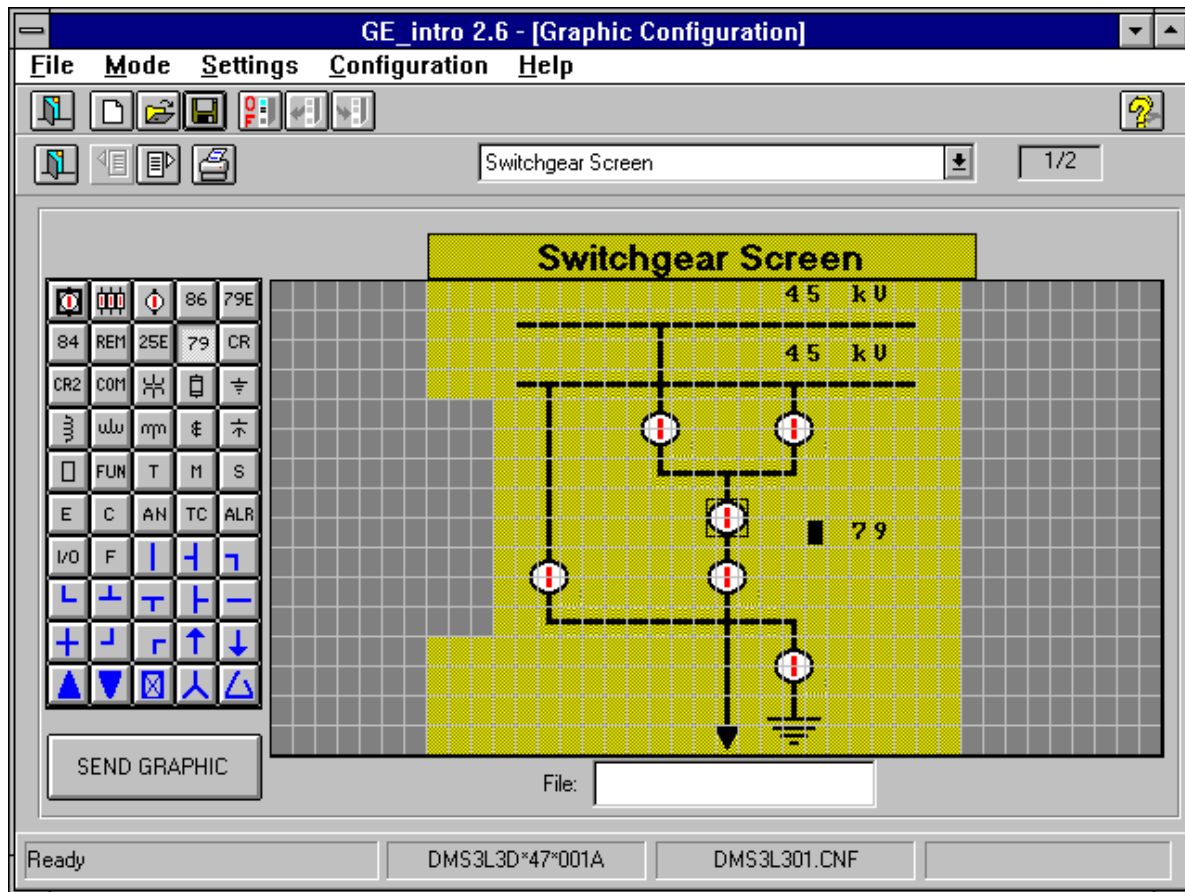 GE_intro 2.6 - [Graphic Configuration]
File Mode Settings Configuration Help
O
F
Switchgear Screen 1/2
Switchgear Screen
45 kV
45 kV
79
86 79E
84 REM 25E 79 CR
CR2 COM
FUN T M S
E C AN TC ALR
I/O F
SEND GRAPHIC
File:
Ready DMS3L3D*47*001A DMS3L301.CNF